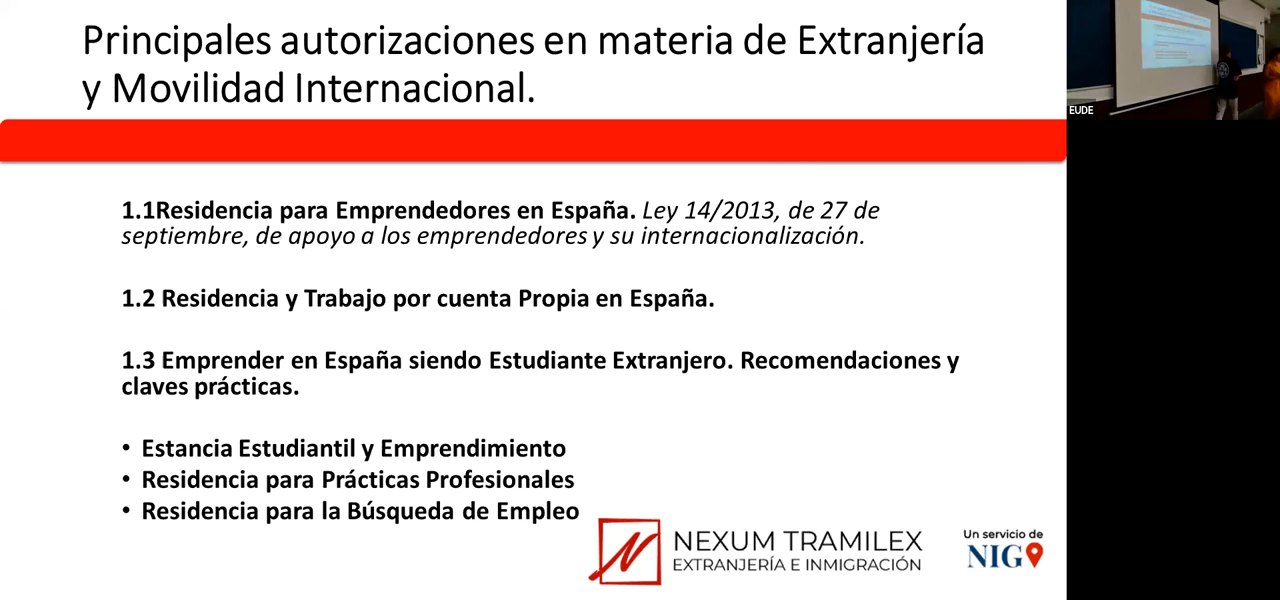 Principales autorizaciones en materia de Extranjería
y Movilidad Internacional.
EUDE
1.1Residencia para Emprendedores en España. Ley 14/2013, de 27 de
septiembre, de apoyo a los emprendedores y su internacionalización.
1.2 Residencia y Trabajo por cuenta Propia en España.
1.3 Emprender en España siendo Estudiante Extranjero. Recomendaciones y
claves prácticas.
• Estancia Estudiantil y Emprendimiento
• Residencia para Prácticas Profesionales
• Residencia para la Búsqueda de Empleo
NEXUM TRAMILEX
EXTRANJERÍA E INMIGRACIÓN
Un servicio de
NIG